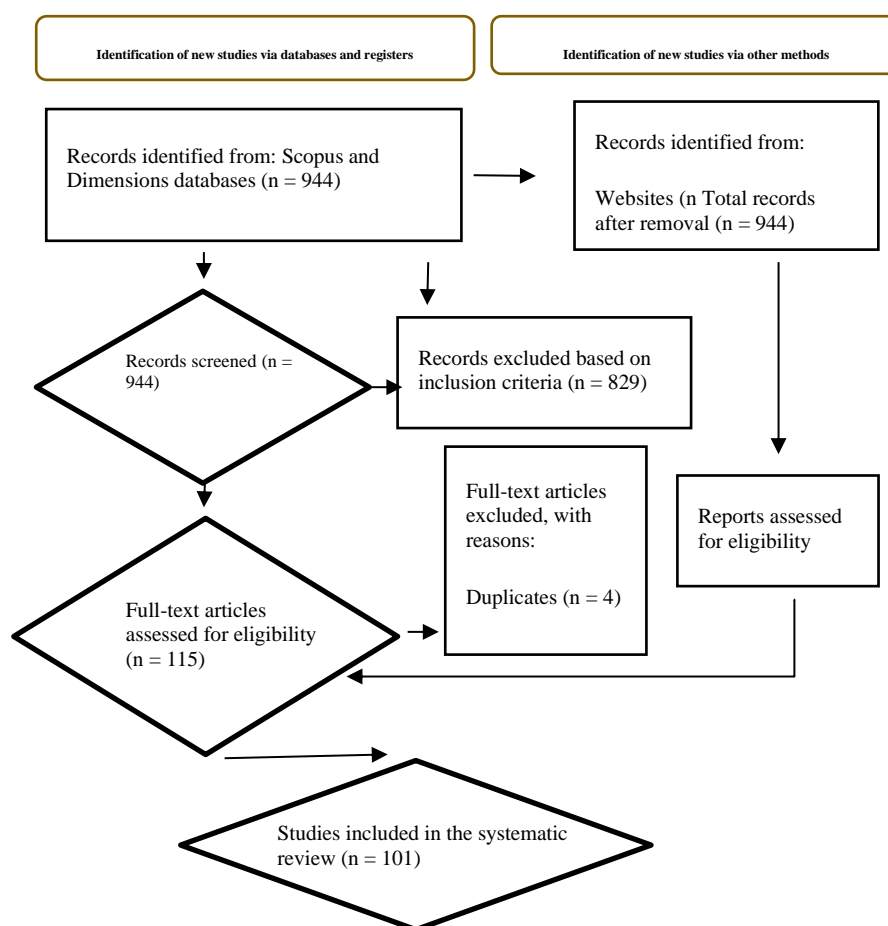 Identification of new studies via databases and registers
Identification of new studies via other methods
Records identified from: Scopus and
Dimensions databases (n = 944)
Records identified from:
Websites (n Total records
after removal (n = 944)
Records screened (n =
944)
Records excluded based on
inclusion criteria (n = 829)
Full-text articles
excluded, with
reasons:
Duplicates (n = 4)
Reports assessed
for eligibility
Full-text articles
assessed for eligibility
(n = 115)
Studies included in the systematic
review (n = 101)